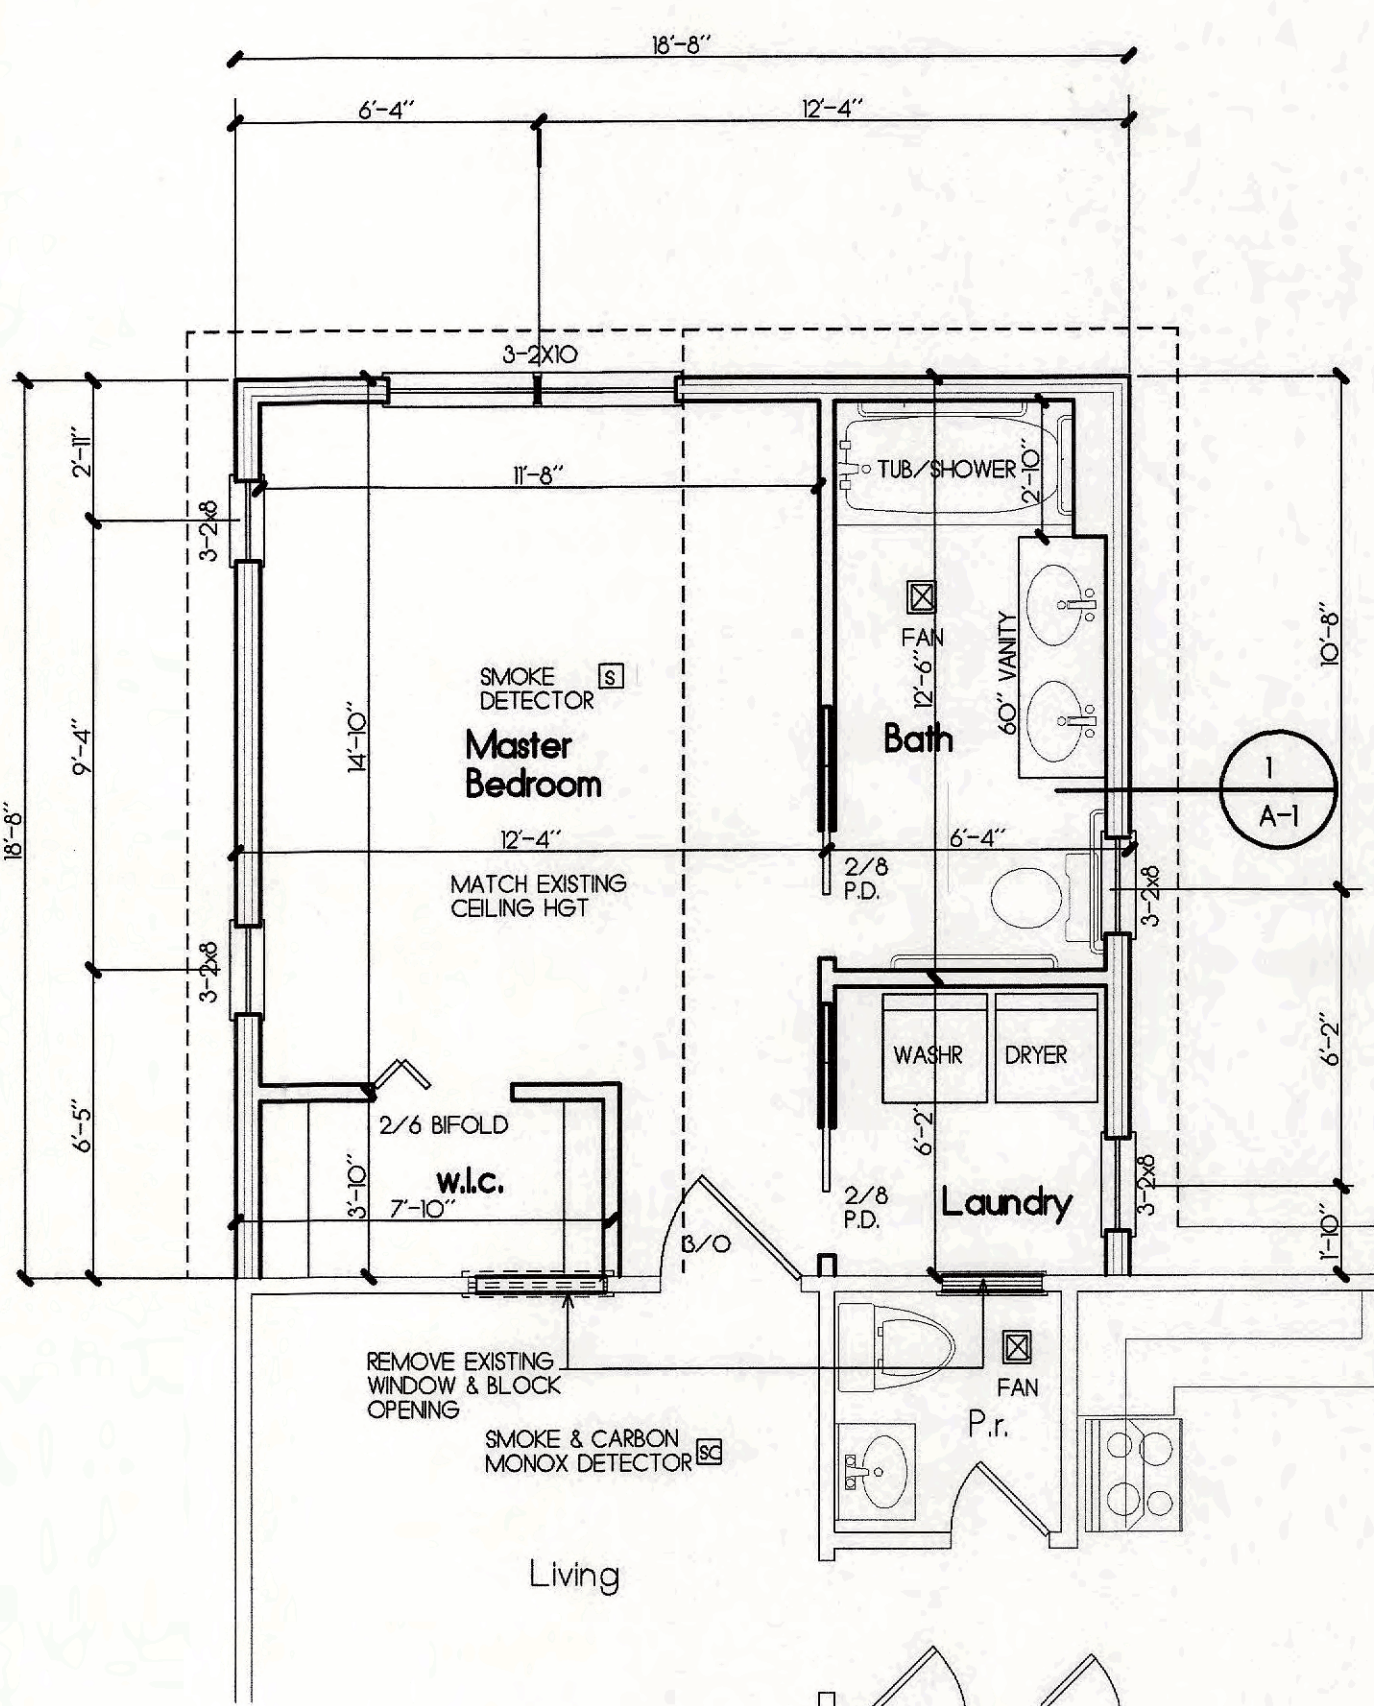 18'-8"
6'-4"
12'-4"
3-2X10
2'-11"
11'-8"
TUB/SHOWER
2'-10"
3-2x8
FAN
60" VANITY
10'-8"
SMOKE
DETECTOR
S
12'-6"
14'-10"
Master
Bedroom
Bath
9'-4"
1
A-1
18'-8"
12'-4"
6'-4"
2/8
P.D.
MATCH EXISTING
CEILING HGT
3-2x8
3-2x8
WASHR
DRYER
6'-2"
6'-5"
2/6 BIFOLD
6'-2"
w.i.c.
3'-10"
7'-10"
2/8
P.D.
Laundry
3-2x8
3/0
1'-10"
REMOVE EXISTING
WINDOW & BLOCK
OPENING
FAN
P.r.
SMOKE & CARBON
MONOX DETECTOR
SC
Living